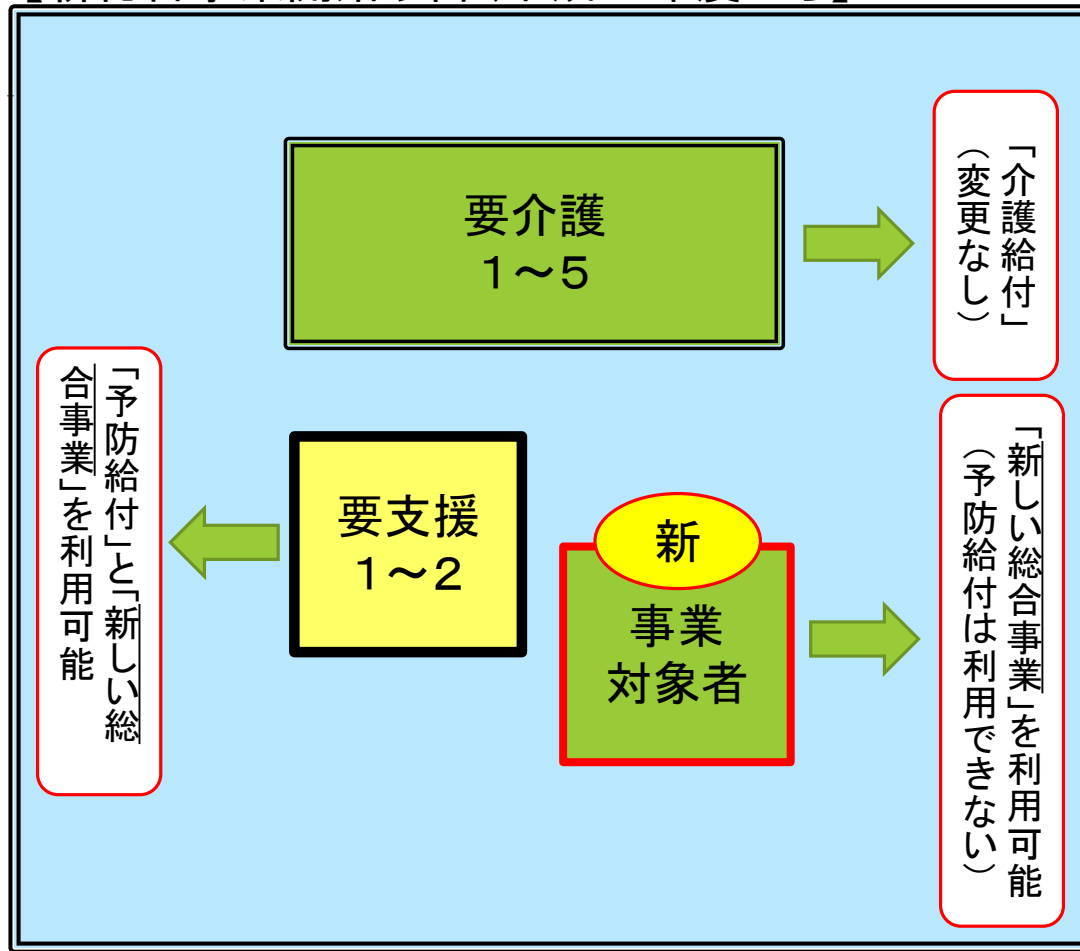 要介護
1～5
「介護給付」
（変更なし）
「予防給付」と「新しい総
合事業」を利用可能
要支援
1～2
新
事業
対象者
「新しい総合事業」を利用可能
（予防給付は利用できない）